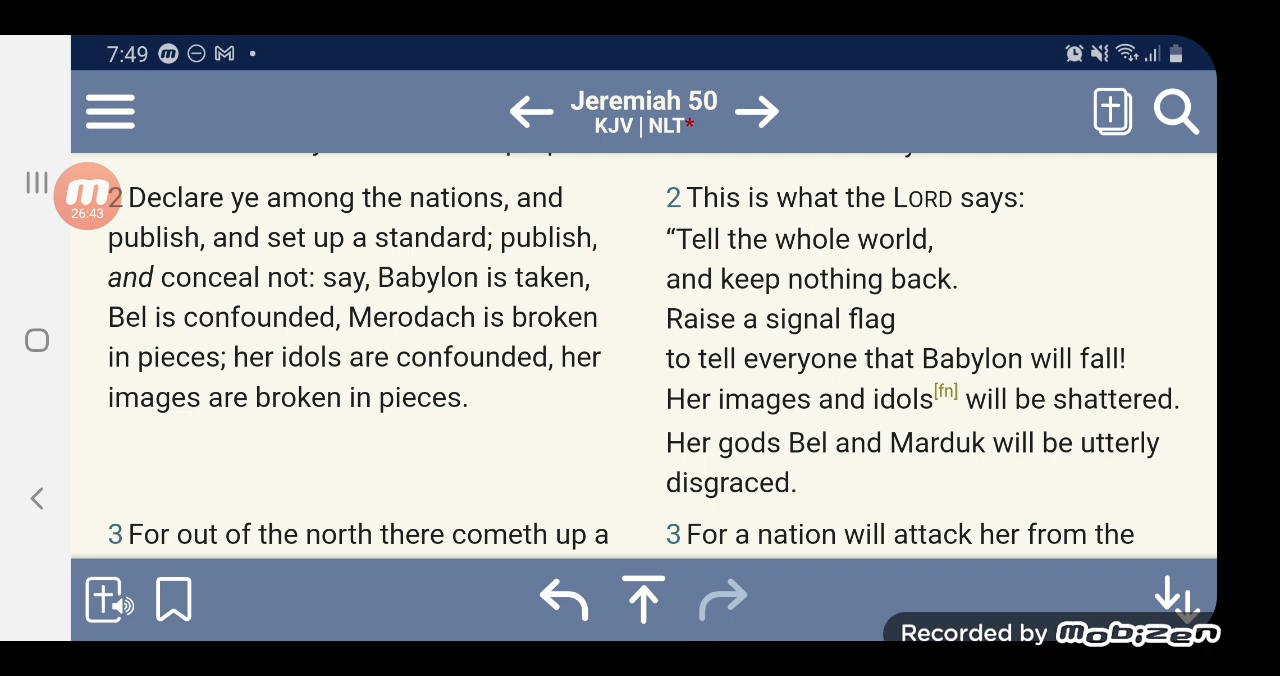 7:49
Jeremiah 50
KJV | NLT*
26:43
2 Declare ye among the nations, and
publish, and set up a standard; publish,
and conceal not: say, Babylon is taken,
Bel is confounded, Merodach is broken
in pieces; her idols are confounded, her
images are broken in pieces.
3 For out of the north there cometh up a
2 This is what the LORD says:
“Tell the whole world,
and keep nothing back.
Raise a signal flag
to tell everyone that Babylon will fall!
Her images and idols[fn] will be shattered.
Her gods Bel and Marduk will be utterly
disgraced.
3 For a nation will attack her from the
Recorded by mobizen